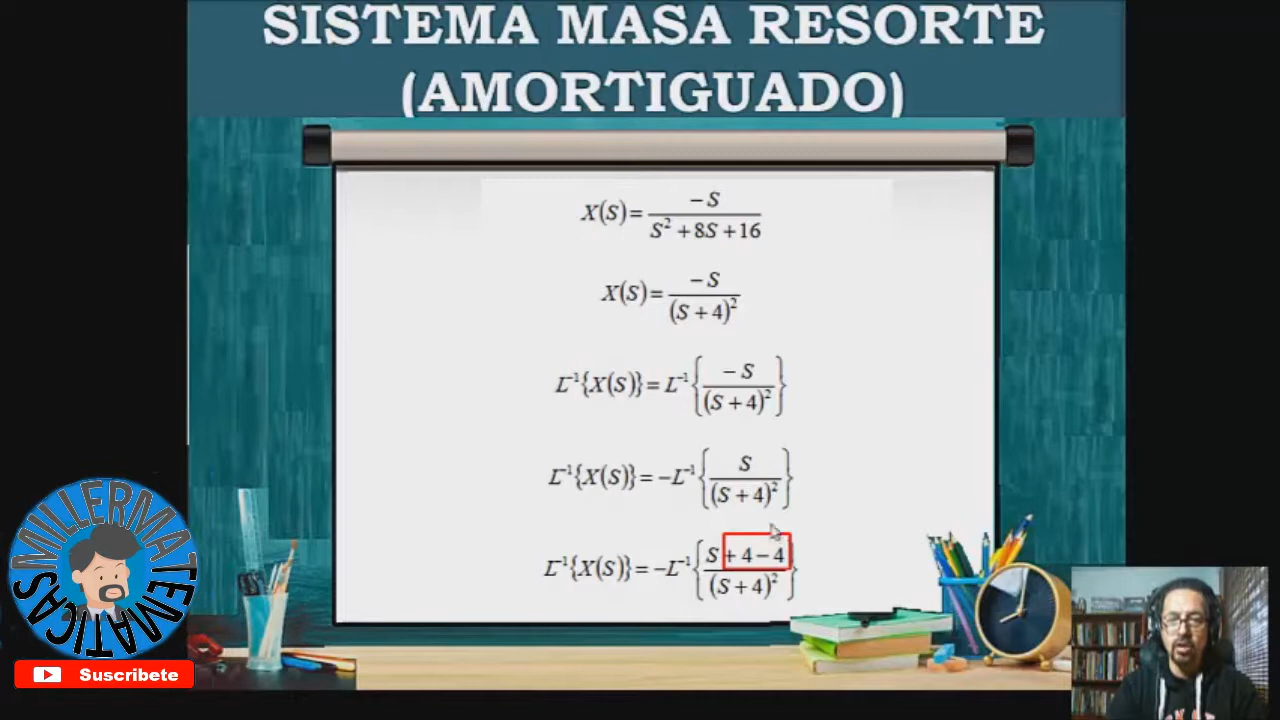 SISTEMA MASA RESORTE
(AMORTIGUADO)
X(S) = -S / (S² + 8S + 16)
X(S) = -S / (S + 4)²
L⁻¹{X(S)} = L⁻¹{-S / (S + 4)²}
L⁻¹{X(S)} = -L⁻¹{S / (S + 4)²}
L⁻¹{X(S)} = -L⁻¹{S + 4 - 4 / (S + 4)²}
MILLERMATEMATICAS
Suscribete